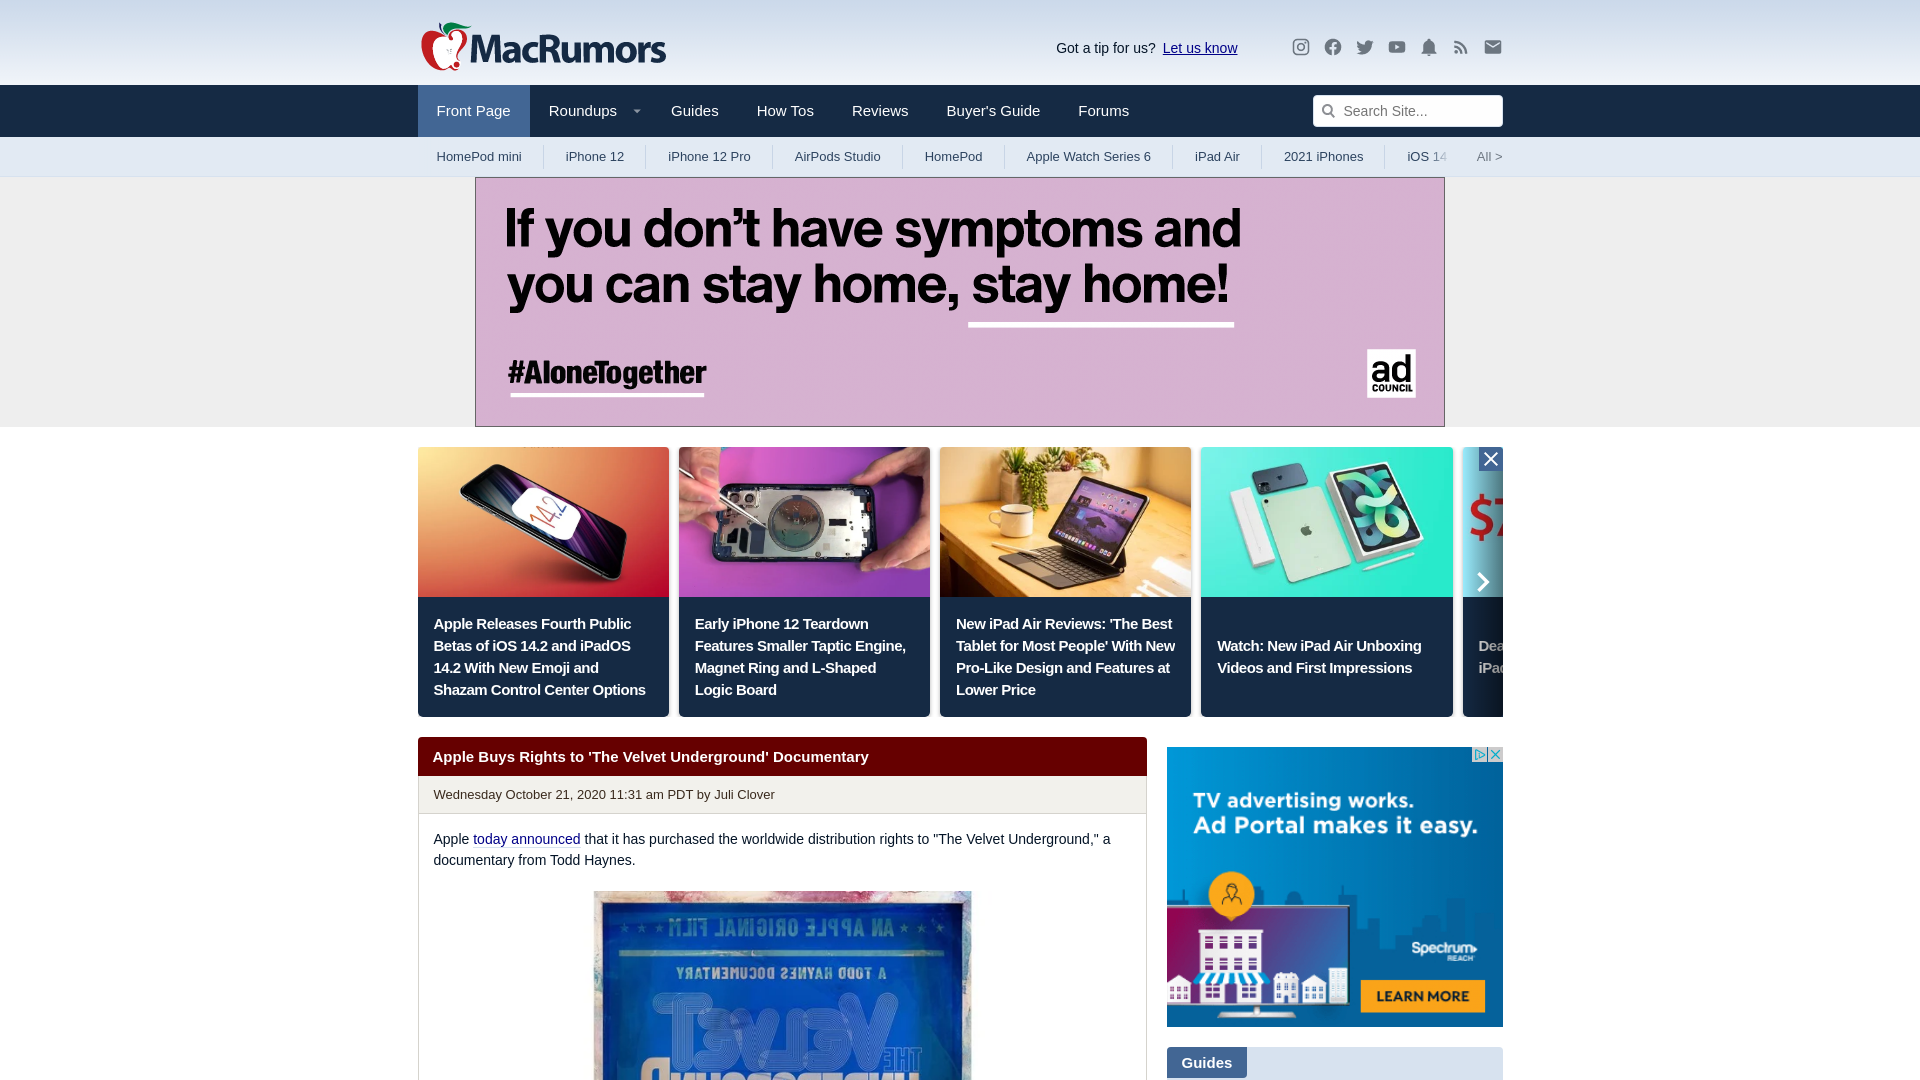 MacRumors
Got a tip for us? Let us know
Front Page
Roundups
Guides
How Tos
Reviews
Buyer's Guide
Forums
Search Site...
HomePod mini
iPhone 12
iPhone 12 Pro
AirPods Studio
HomePod
Apple Watch Series 6
iPad Air
2021 iPhones
iOS 14
All >
If you don't have symptoms and
you can stay home, stay home!
#AloneTogether
ad
COUNCIL
14.2
$7
Apple Releases Fourth Public
Betas of iOS 14.2 and iPadOS
14.2 With New Emoji and
Shazam Control Center Options
Early iPhone 12 Teardown
Features Smaller Taptic Engine,
Magnet Ring and L-Shaped
Logic Board
New iPad Air Reviews: 'The Best
Tablet for Most People' With New
Pro-Like Design and Features at
Lower Price
Watch: New iPad Air Unboxing
Videos and First Impressions
Dea
iPad
Apple Buys Rights to 'The Velvet Underground' Documentary
Wednesday October 21, 2020 11:31 am PDT by Juli Clover
Apple today announced that it has purchased the worldwide distribution rights to "The Velvet Underground," a
documentary from Todd Haynes.
AN APPLE ORIGINAL FILM
A TODD HAYNES DOCUMENTARY
THE VELVET
UNDERGROUND
TV advertising works.
Ad Portal makes it easy.
Spectrum
REACH
LEARN MORE
Guides